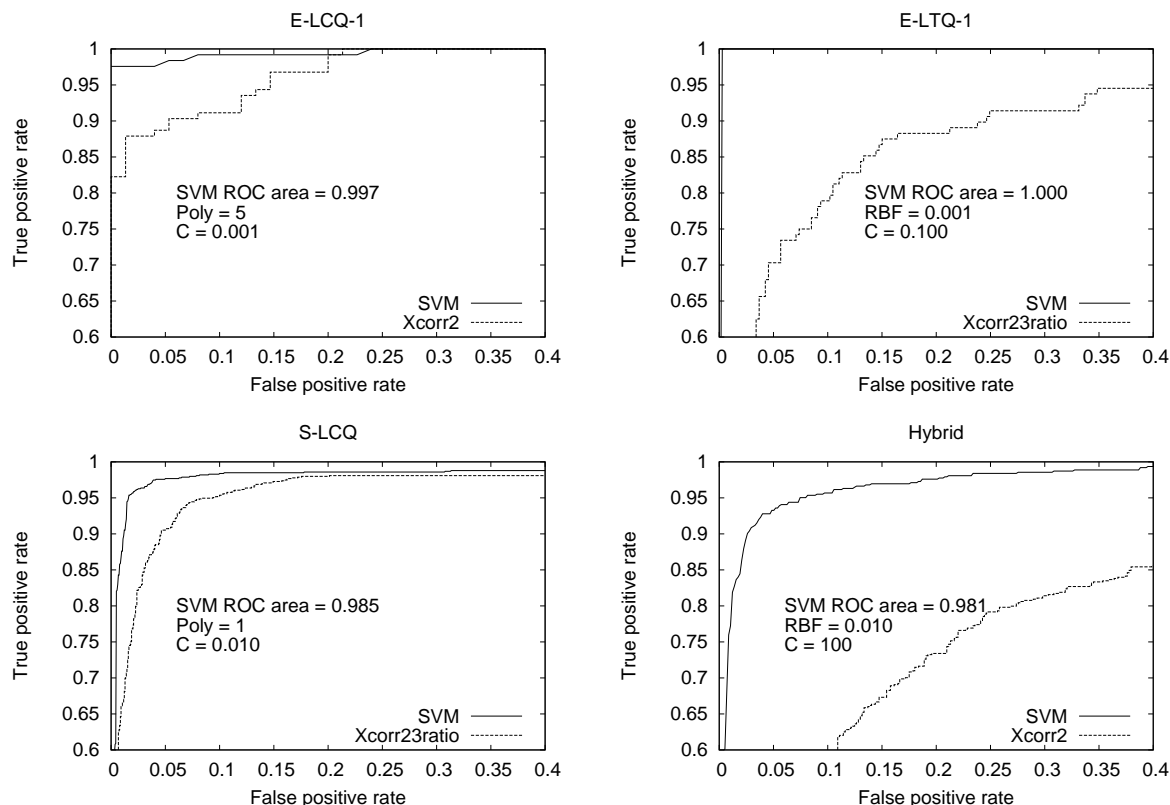 E-LCQ-1
1
0.95
0.9
0.85
0.8
0.75
0.7
0.65
0.6
True positive rate
SVM ROC area = 0.997
Poly = 5
C = 0.001
SVM
Xcorr2
0 0.05 0.1 0.15 0.2 0.25 0.3 0.35 0.4
False positive rate
E-LTQ-1
1
0.95
0.9
0.85
0.8
0.75
0.7
0.65
0.6
True positive rate
SVM ROC area = 1.000
RBF = 0.001
C = 0.100
SVM
Xcorr23ratio
0 0.05 0.1 0.15 0.2 0.25 0.3 0.35 0.4
False positive rate
S-LCQ
1
0.95
0.9
0.85
0.8
0.75
0.7
0.65
0.6
True positive rate
SVM ROC area = 0.985
Poly = 1
C = 0.010
SVM
Xcorr23ratio
0 0.05 0.1 0.15 0.2 0.25 0.3 0.35 0.4
False positive rate
Hybrid
1
0.95
0.9
0.85
0.8
0.75
0.7
0.65
0.6
True positive rate
SVM ROC area = 0.981
RBF = 0.010
C = 100
SVM
Xcorr2
0 0.05 0.1 0.15 0.2 0.25 0.3 0.35 0.4
False positive rate